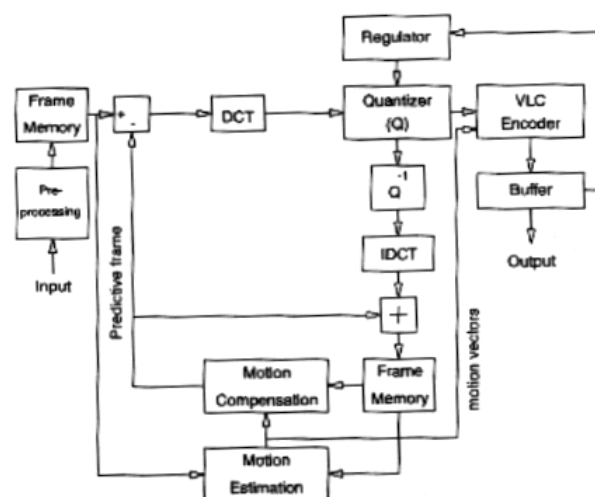 Regulator
Frame
Memory
+
-
DCT
Quantizer
(Q)
VLC
Encoder
Pre-
processing
Q -1
Buffer
Input
IDCT
Output
Predictive frame
+
motion vectors
Motion
Compensation
Frame
Memory
Motion
Estimation